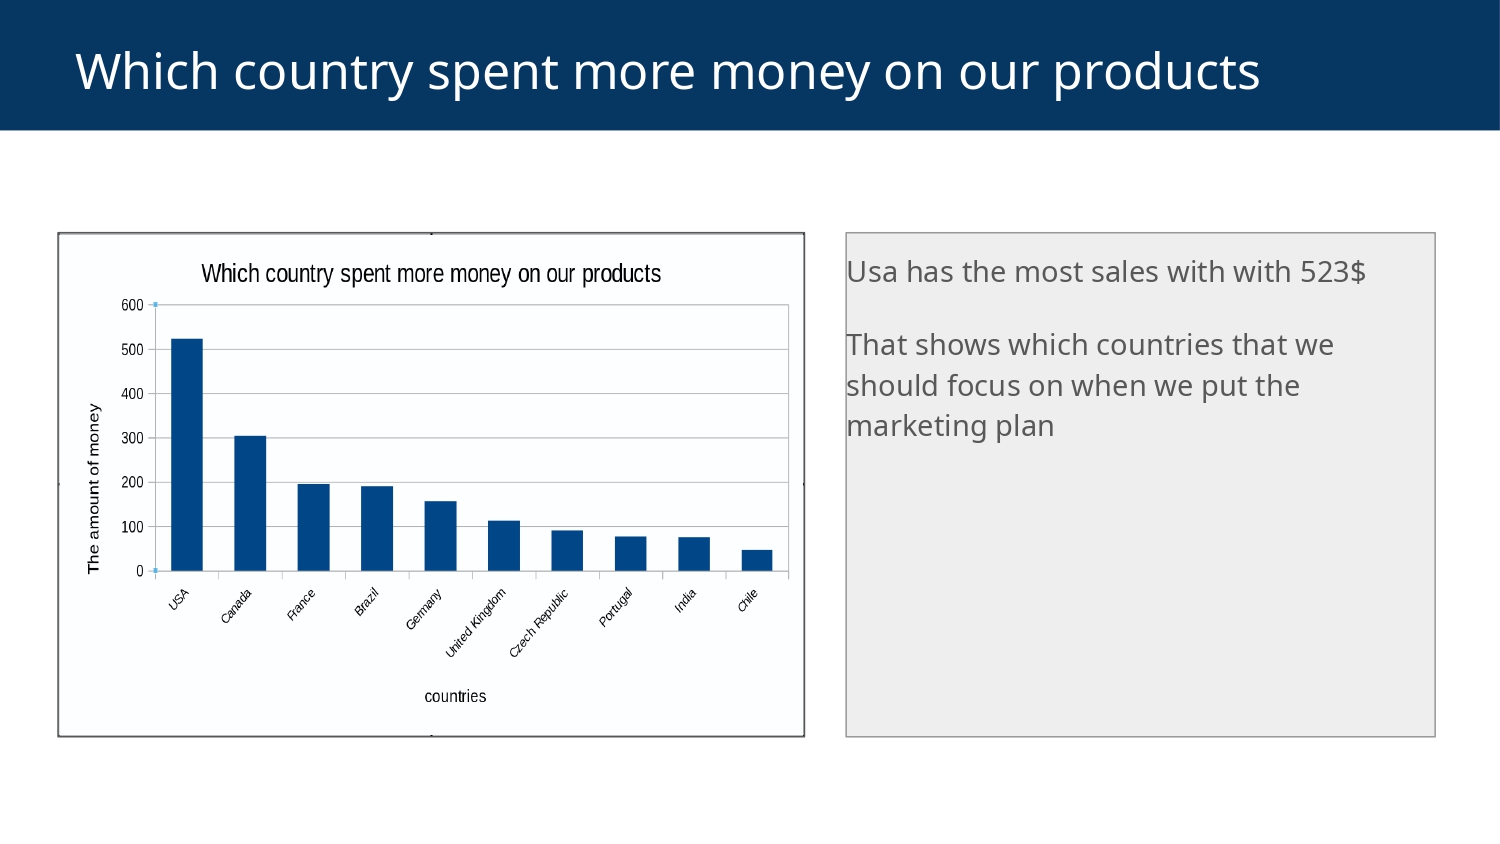 Which country spent more money on our products
Which country spent more money on our products
600
500
400
300
200
100
0
The amount of money
USA
Canada
France
Brazil
Germany
United Kingdom
Czech Republic
Portugal
India
Chile
countries
Usa has the most sales with with 523$
That shows which countries that we
should focus on when we put the
marketing plan